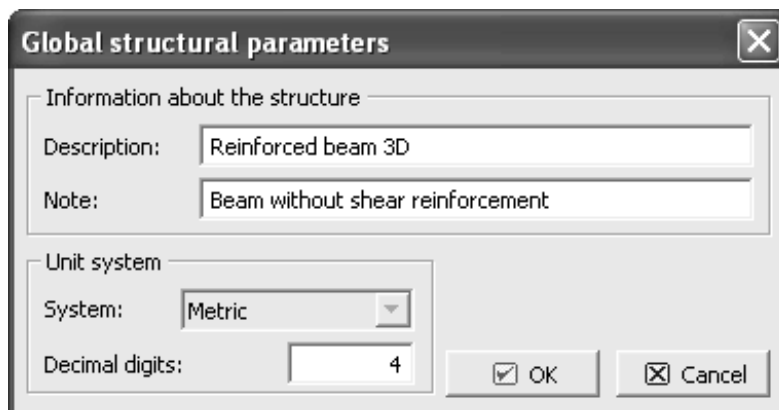 Global structural parameters
Information about the structure
Description: Reinforced beam 3D
Note: Beam without shear reinforcement
Unit system
System: Metric
Decimal digits: 4
OK Cancel